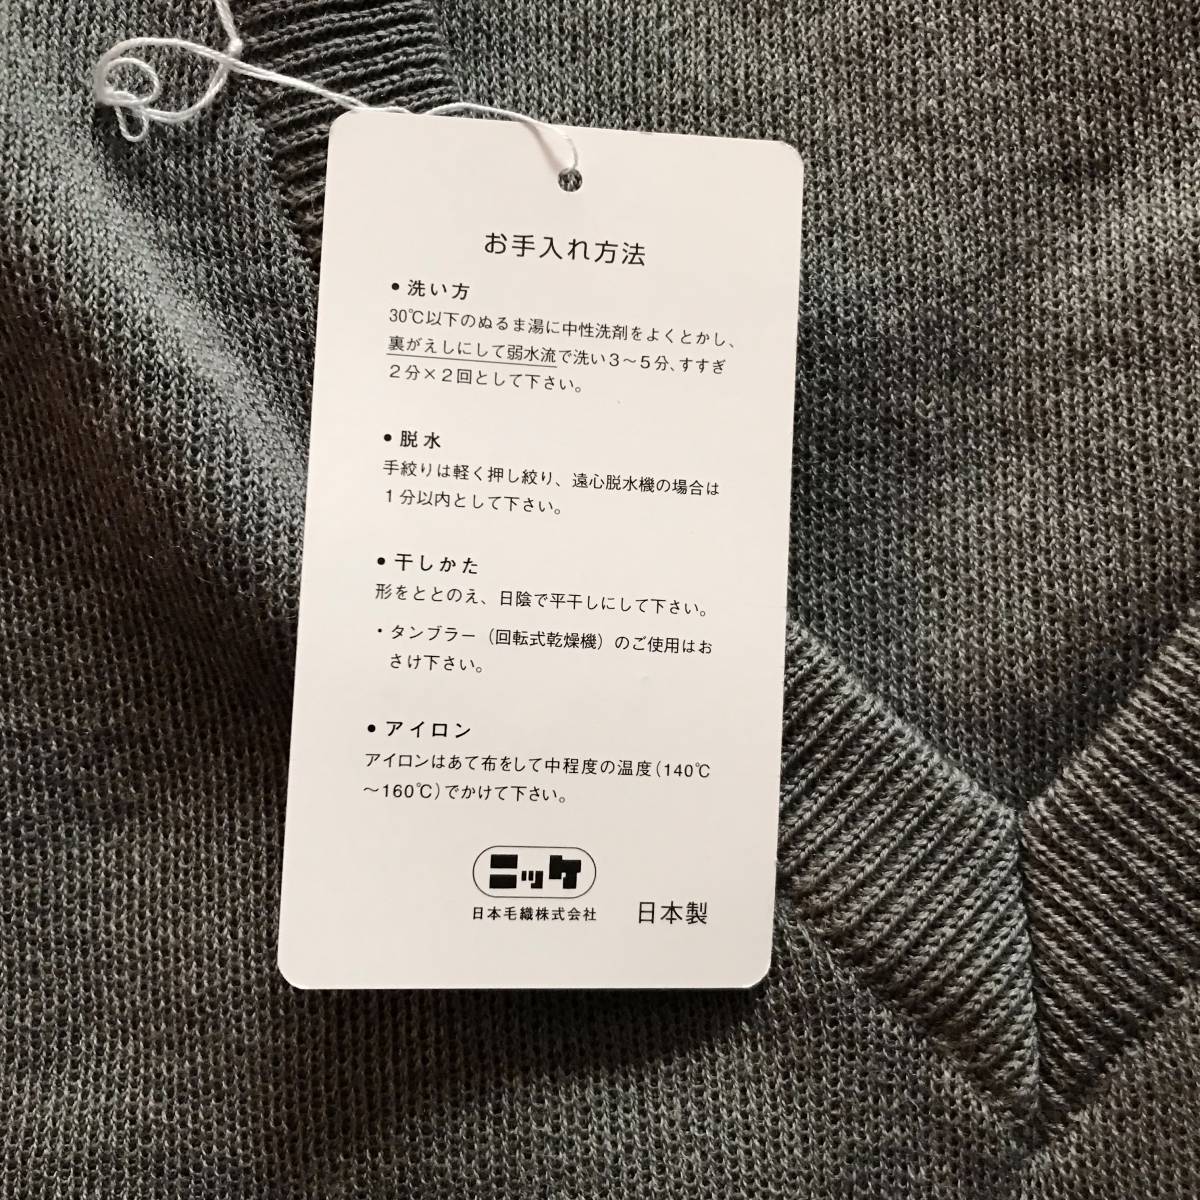 お手入れ方法
• 洗い方
30℃以下のぬるま湯に中性洗剤をよくとかし、
裏がえしにして弱水流で洗い3〜5分、すすぎ
2分×2回として下さい。
• 脱水
手絞りは軽く押し絞り、遠心脱水機の場合は
1分以内として下さい。
• 干しかた
形をととのえ、日陰で平干しにして下さい。
・タンブラー（回転式乾燥機）のご使用はお
さけ下さい。
• アイロン
アイロンはあて布をして中程度の温度(140℃
〜160℃)でかけて下さい。
ニッケ
日本毛織株式会社 日本製